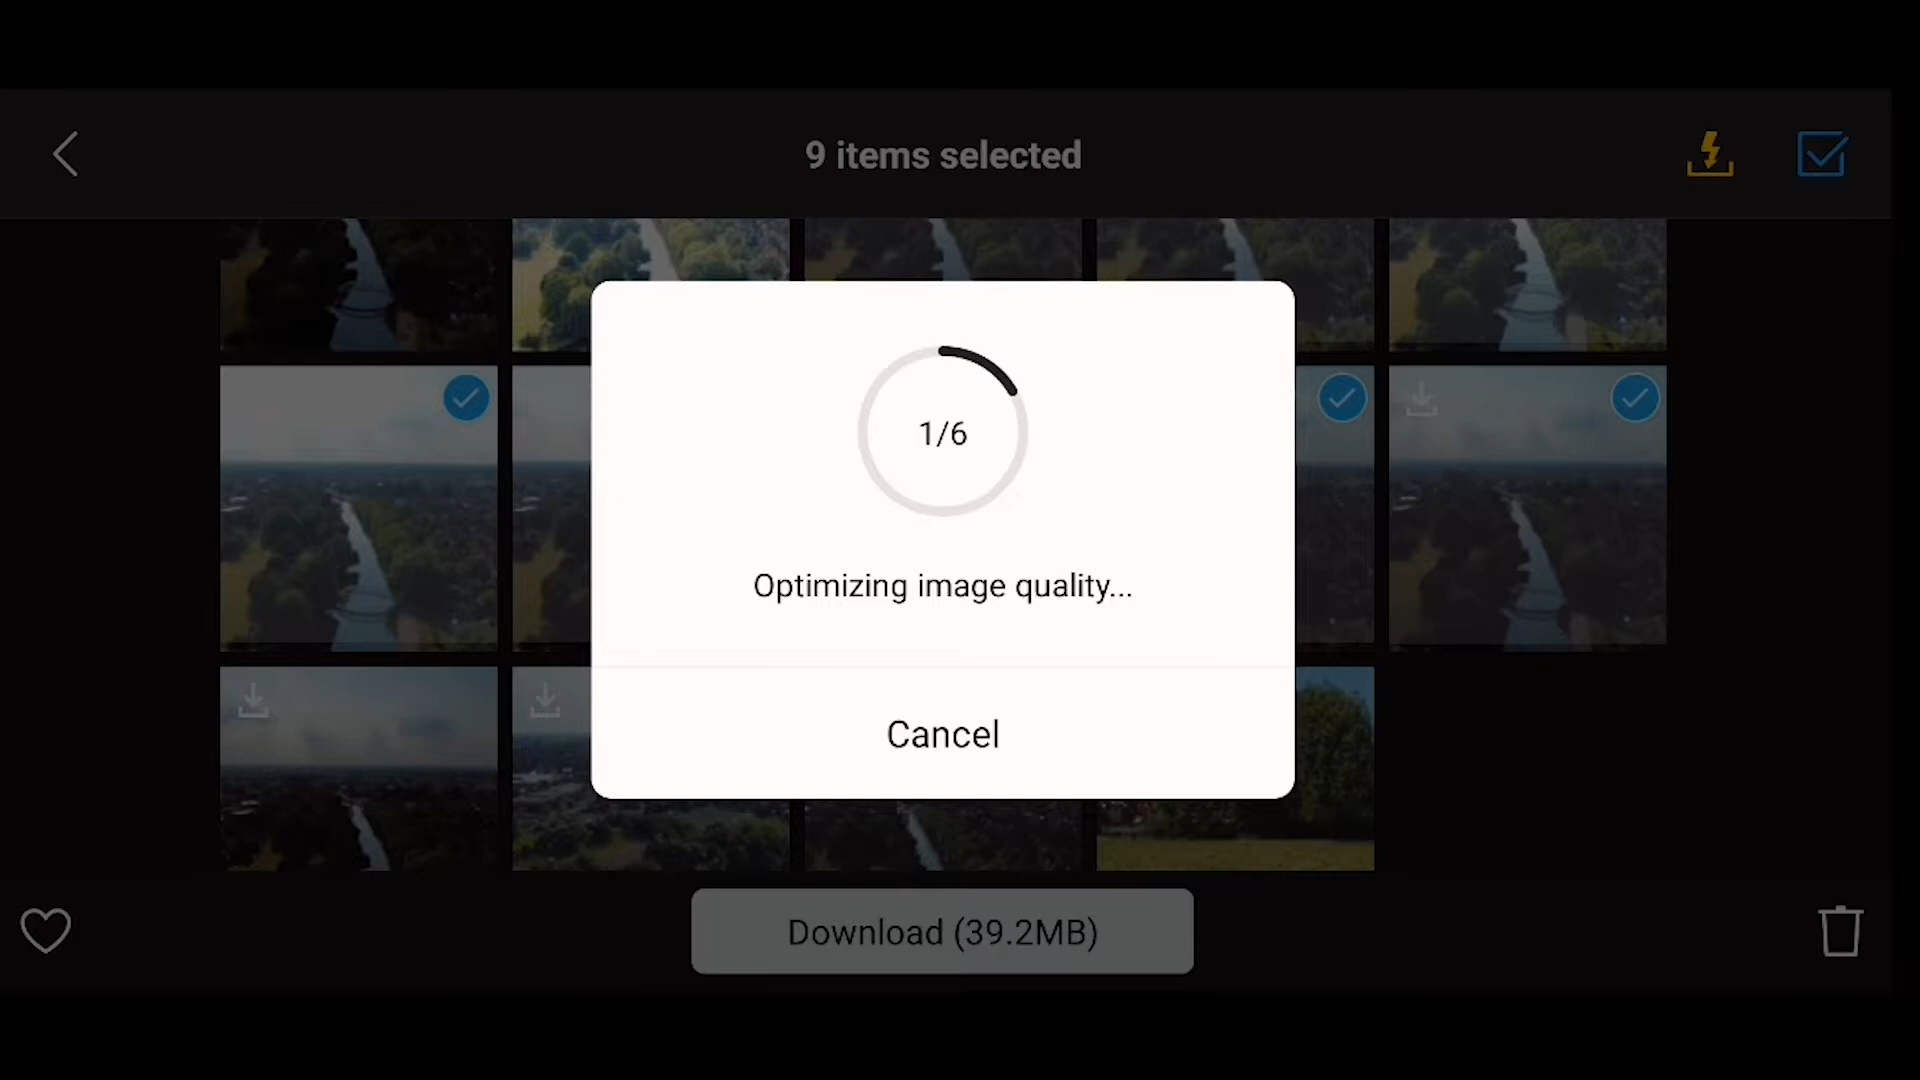 9 items selected
1/6
Optimizing image quality...
Cancel
Download (39.2MB)